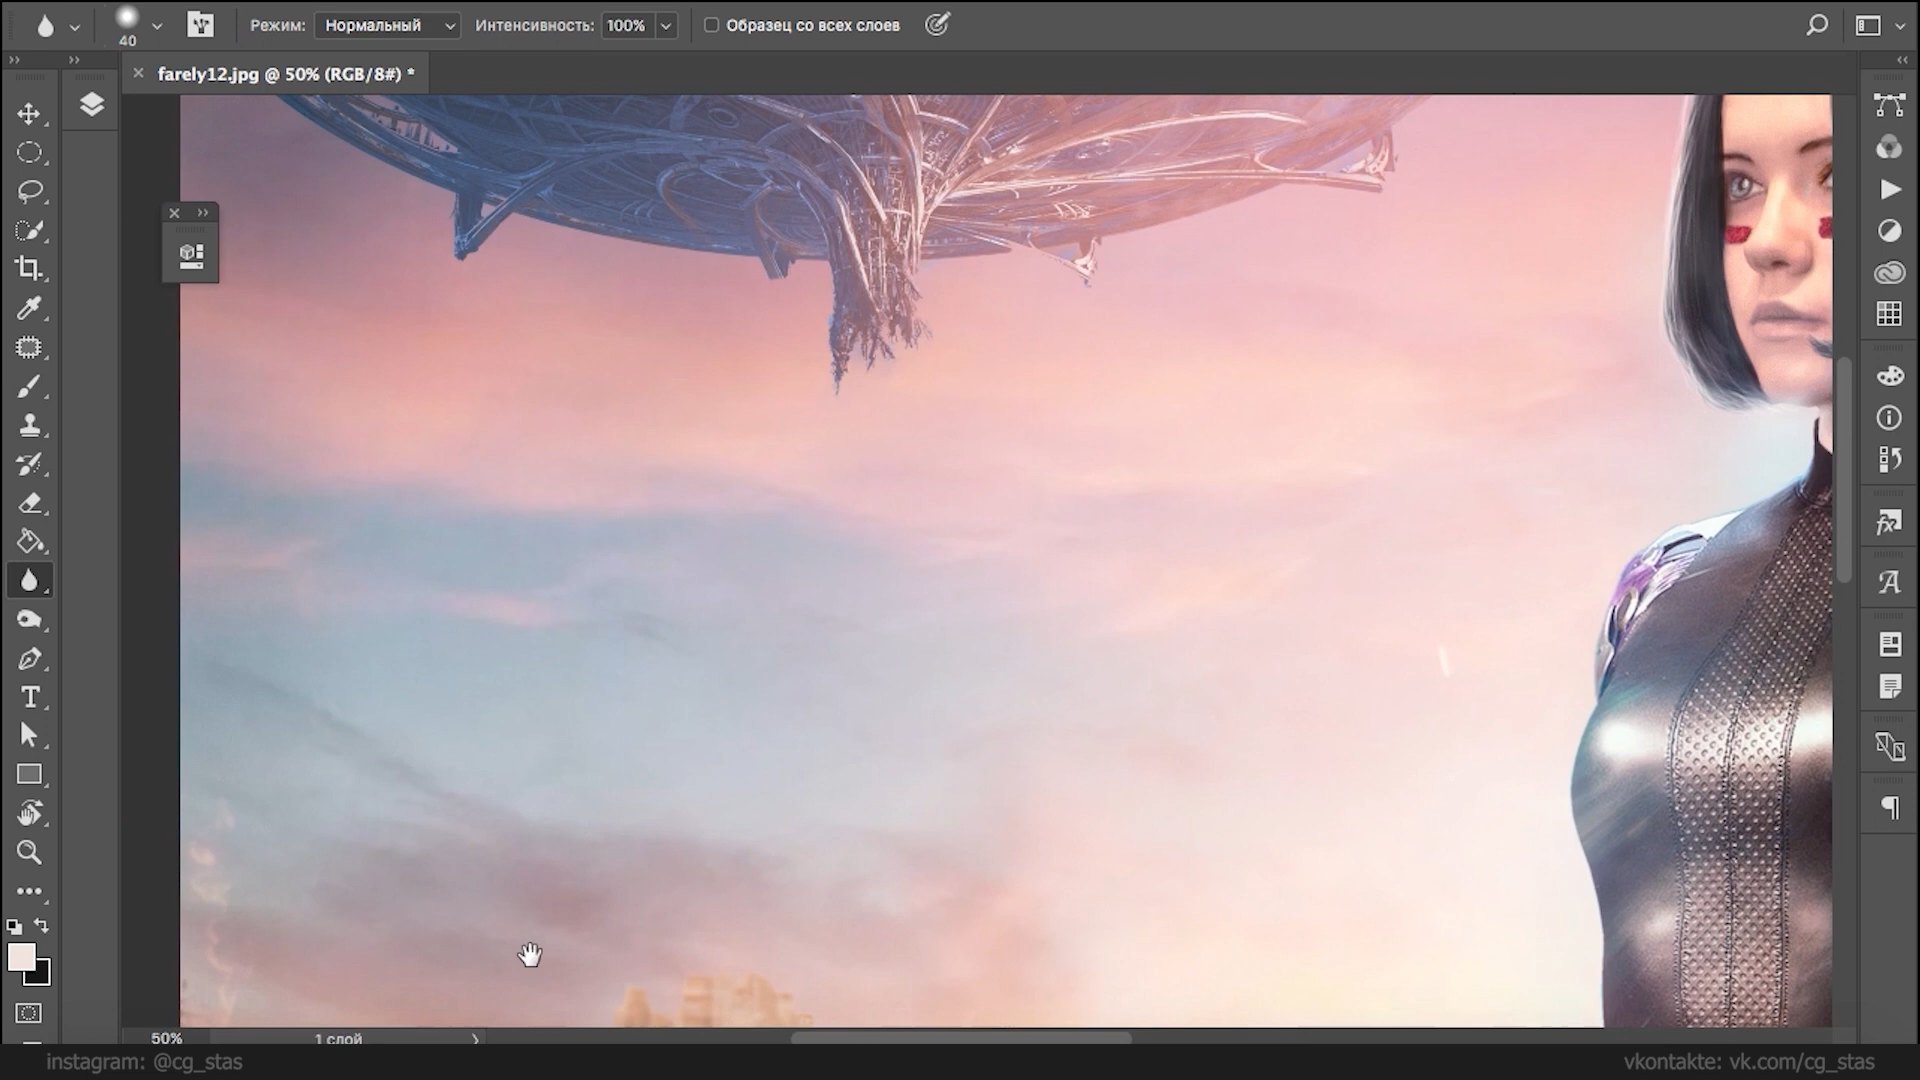 40
Режим: Нормальный Интенсивность: 100% Образец со всех слоев
farely12.jpg @ 50% (RGB/8#) *
50% 1 слой
instagram: @cg_stas
vkontakte: vk.com/cg_stas